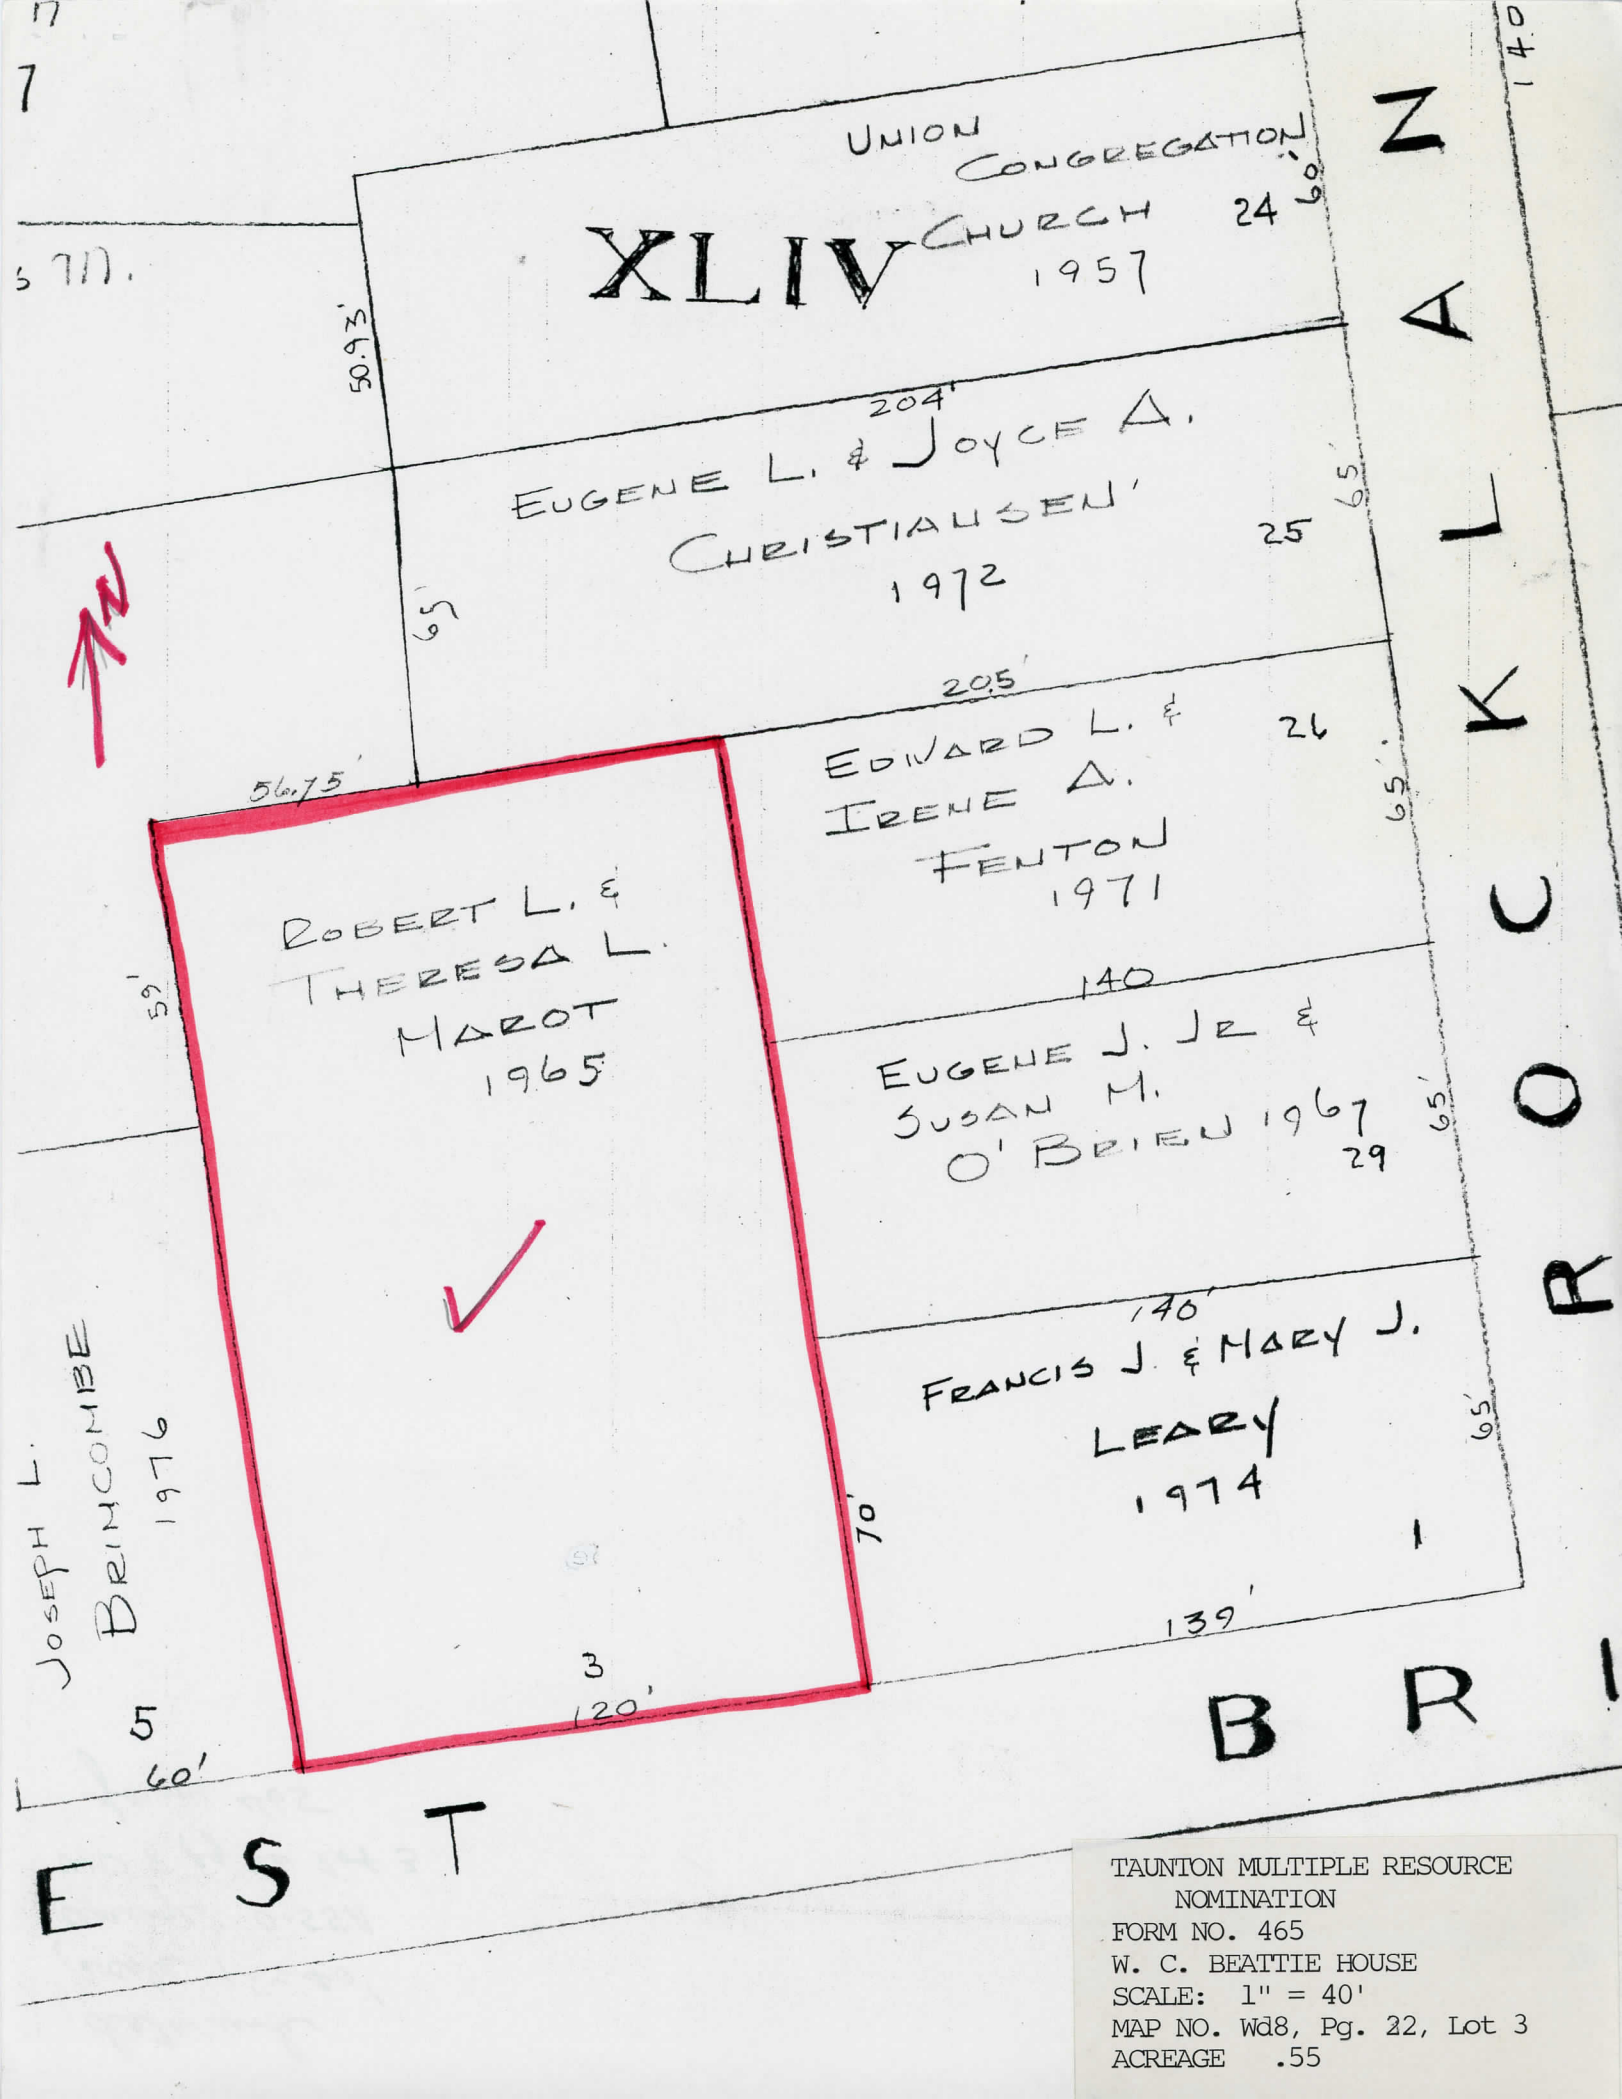 7
UNION
CONGREGATION
CHURCH
1957
24
60'
XLIV
50.93'
204'
EUGENE L. & JOYCE A.
CHRISTIANSEN
1972
25
65'
65'
N
205'
EDWARD L. &
IRENE A.
FENTON
1971
26
65'
56.75'
59'
ROBERT L. &
THERESA L.
MAROT
1965
140
EUGENE J. JR &
SUSAN M.
O'BRIEN 1967
29
65'
140'
FRANCIS J. & MARY J.
LEARY
1974
1
65'
70'
139'
3
120'
JOSEPH L.
BRINCOMBE
1976
5
60'
ROCKLAN
140
E S T
B R I
TAUNTON MULTIPLE RESOURCE
NOMINATION
FORM NO. 465
W. C. BEATTIE HOUSE
SCALE: 1" = 40'
MAP NO. Wd8, Pg. 22, Lot 3
ACREAGE .55